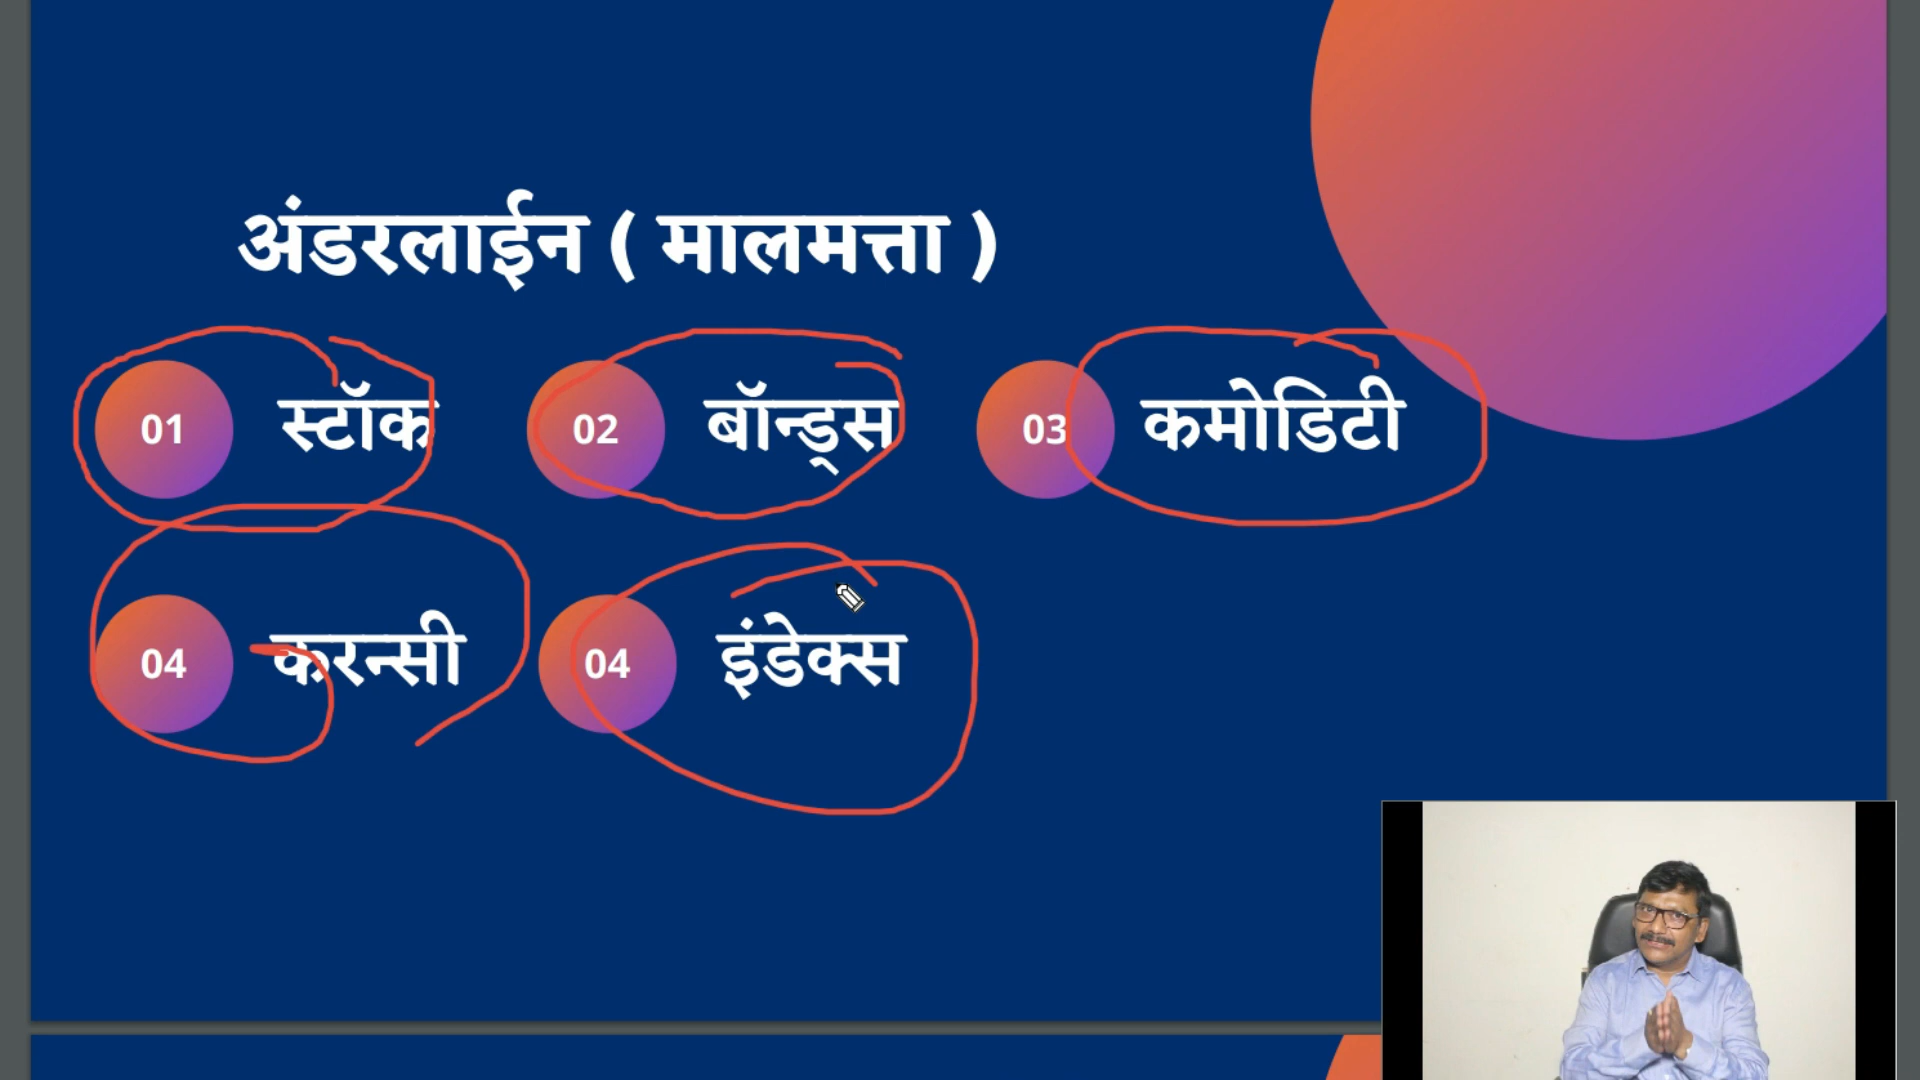 अंडरलाईन ( मालमत्ता )
01 स्टॉक 02 बॉन्ड्स 03 कमोडिटी
04 करन्सी 04 इंडेक्स